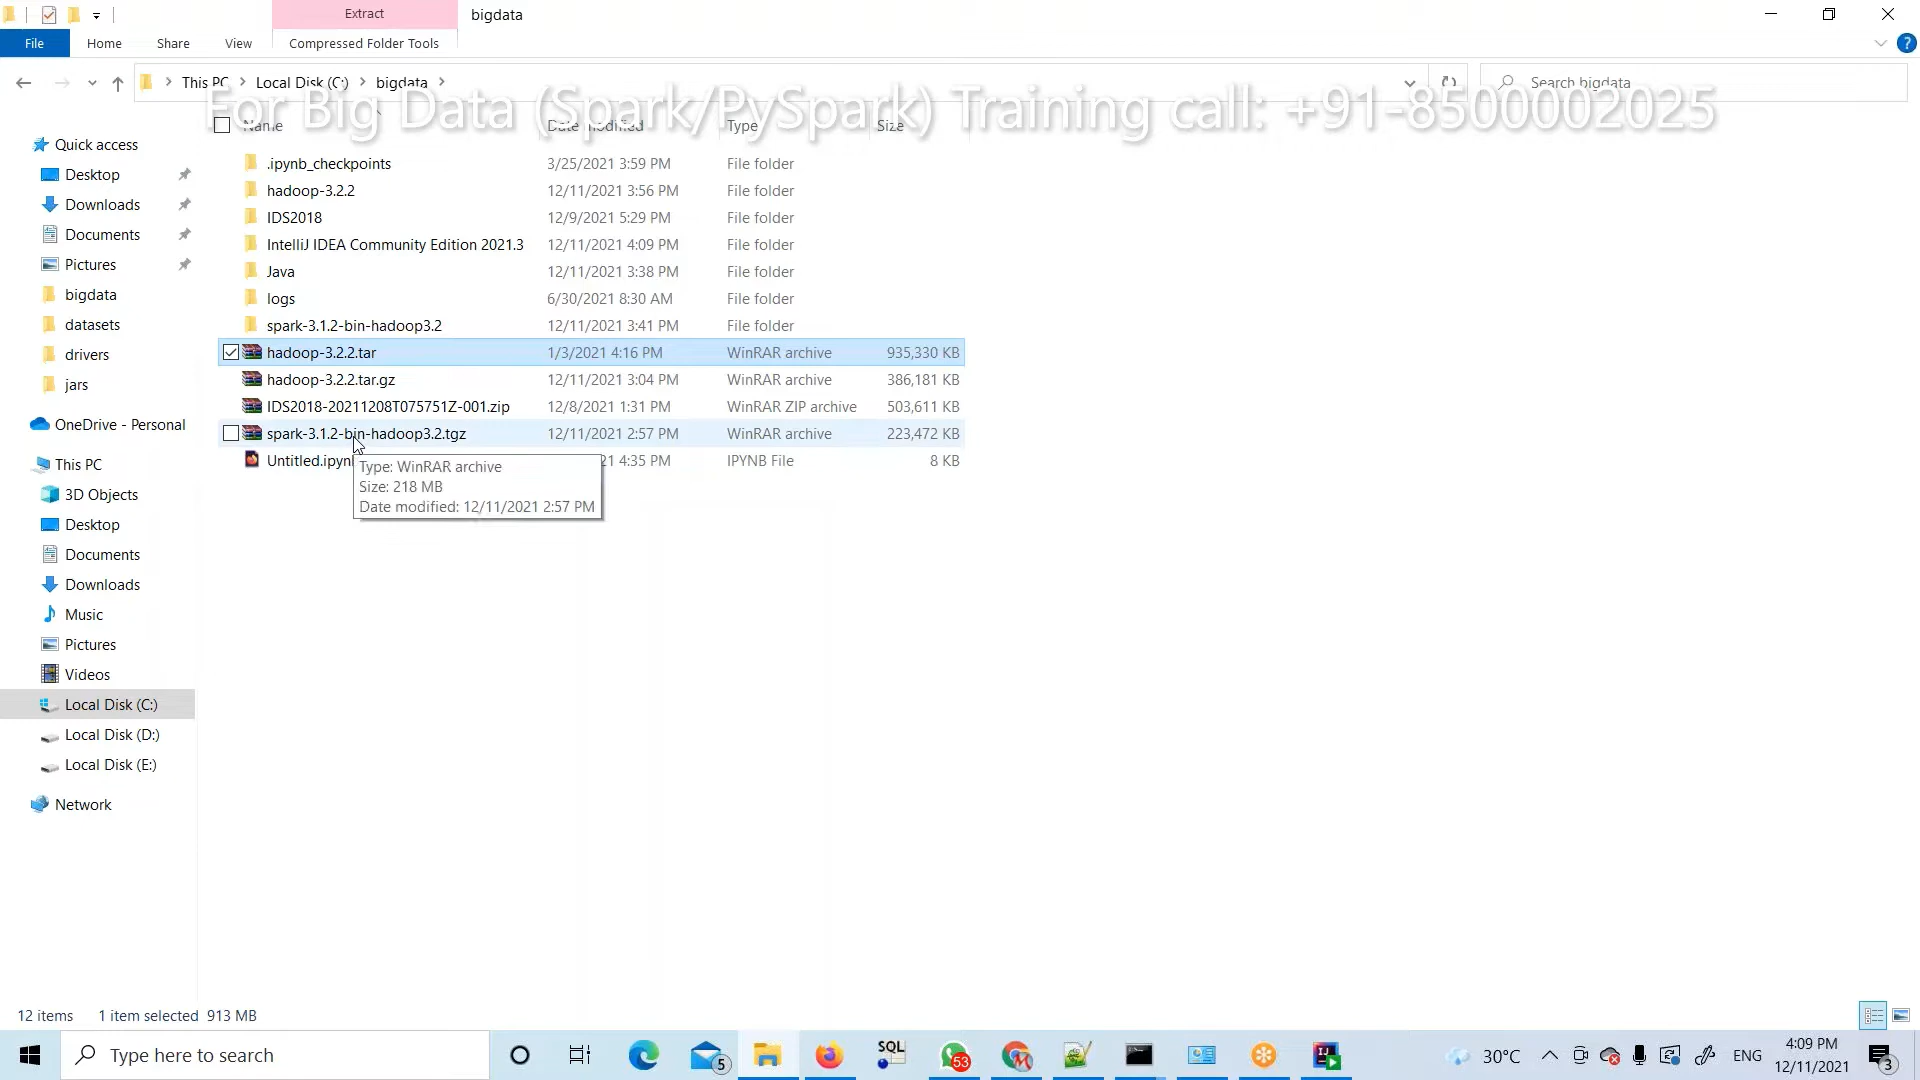 Extract
bigdata
File
Home
Share
View
Compressed Folder Tools
This PC
Local Disk (C:)
bigdata
Search bigdata
For Big Data (Spark/PySpark) Training call: +91-8500002025
Name
Date modified
Type
Size
Quick access
Desktop
Downloads
Documents
Pictures
bigdata
datasets
drivers
jars
OneDrive - Personal
This PC
3D Objects
Desktop
Documents
Downloads
Music
Pictures
Videos
Local Disk (C:)
Local Disk (D:)
Local Disk (E:)
Network
.ipynb_checkpoints 3/25/2021 3:59 PM File folder
hadoop-3.2.2 12/11/2021 3:56 PM File folder
IDS2018 12/9/2021 5:29 PM File folder
IntelliJ IDEA Community Edition 2021.3 12/11/2021 4:09 PM File folder
Java 12/11/2021 3:38 PM File folder
logs 6/30/2021 8:30 AM File folder
spark-3.1.2-bin-hadoop3.2 12/11/2021 3:41 PM File folder
hadoop-3.2.2.tar 1/3/2021 4:16 PM WinRAR archive 935,330 KB
hadoop-3.2.2.tar.gz 12/11/2021 3:04 PM WinRAR archive 386,181 KB
IDS2018-20211208T075751Z-001.zip 12/8/2021 1:31 PM WinRAR ZIP archive 503,611 KB
spark-3.1.2-bin-hadoop3.2.tgz 12/11/2021 2:57 PM WinRAR archive 223,472 KB
Untitled.ipyn 21 4:35 PM IPYNB File 8 KB
Type: WinRAR archive
Size: 218 MB
Date modified: 12/11/2021 2:57 PM
12 items 1 item selected 913 MB
Type here to search
5
SQL
53
30°C
ENG
4:09 PM
12/11/2021
3